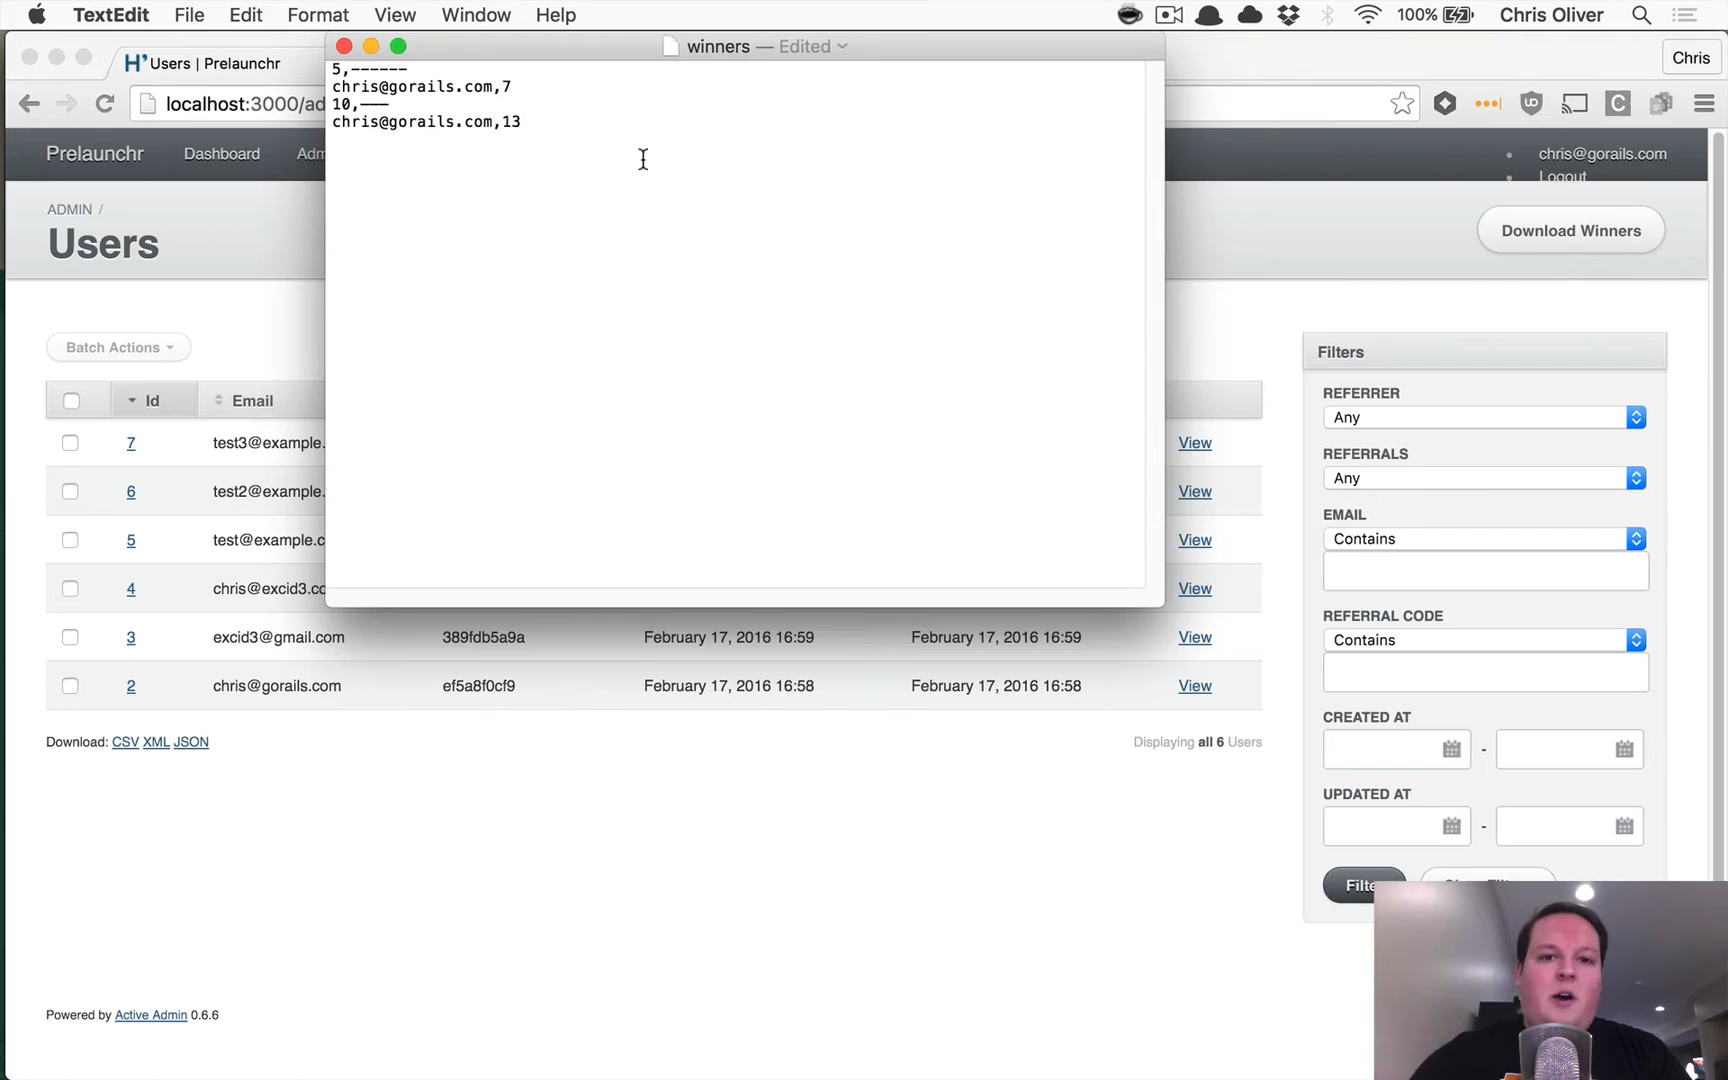 TextEdit File Edit Format View Window Help 100% Chris Oliver
winners — Edited
Users | Prelaunchr
Chris
localhost:3000/ad
5,------
chris@gorails.com,7
10,———
chris@gorails.com,13
Prelaunchr Dashboard Adm
chris@gorails.com
Logout
ADMIN /
Users
Download Winners
Batch Actions
Id Email
7 test3@example. View
6 test2@example. View
5 test@example.c View
4 chris@excid3.co View
3 excid3@gmail.com 389fdb5a9a February 17, 2016 16:59 February 17, 2016 16:59 View
2 chris@gorails.com ef5a8f0cf9 February 17, 2016 16:58 February 17, 2016 16:58 View
Download: CSV XML JSON
Displaying all 6 Users
Filters
REFERRER
Any
REFERRALS
Any
EMAIL
Contains
REFERRAL CODE
Contains
CREATED AT
-
UPDATED AT
-
Filte
Powered by Active Admin 0.6.6